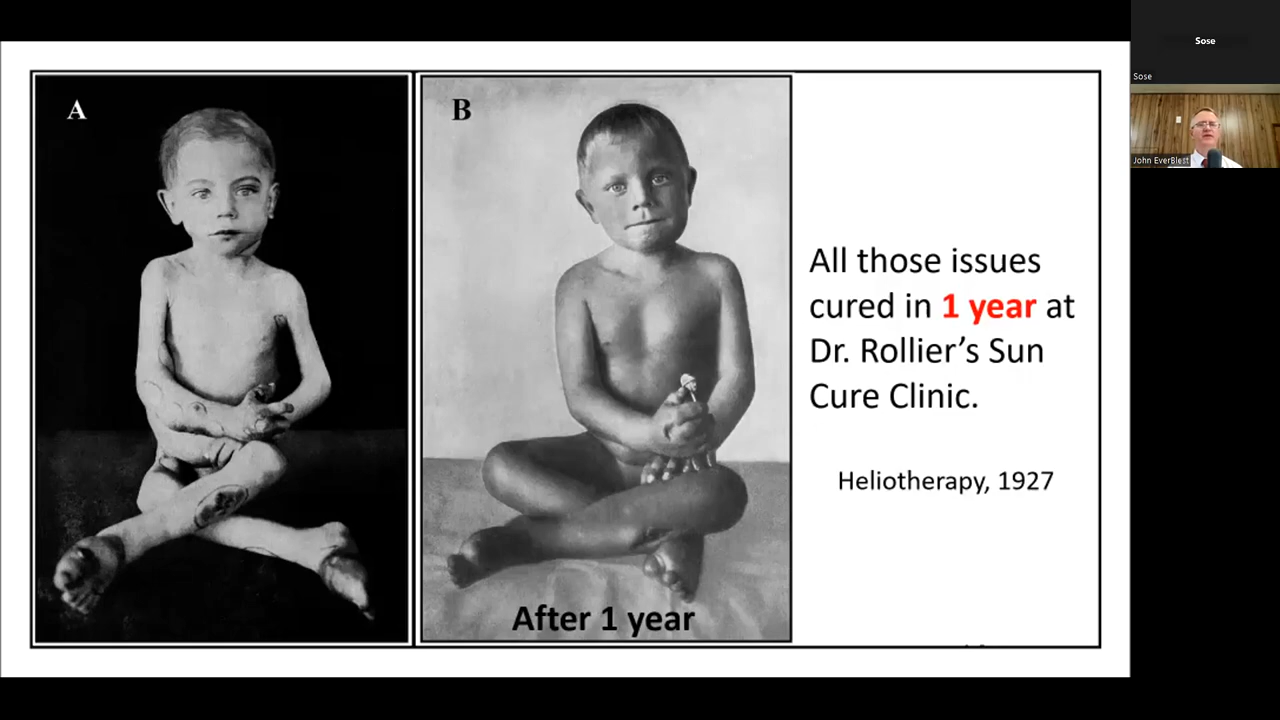 A
B
After 1 year
All those issues
cured in 1 year at
Dr. Rollier’s Sun
Cure Clinic.
Heliotherapy, 1927
Sose
Sose
John EverBlest